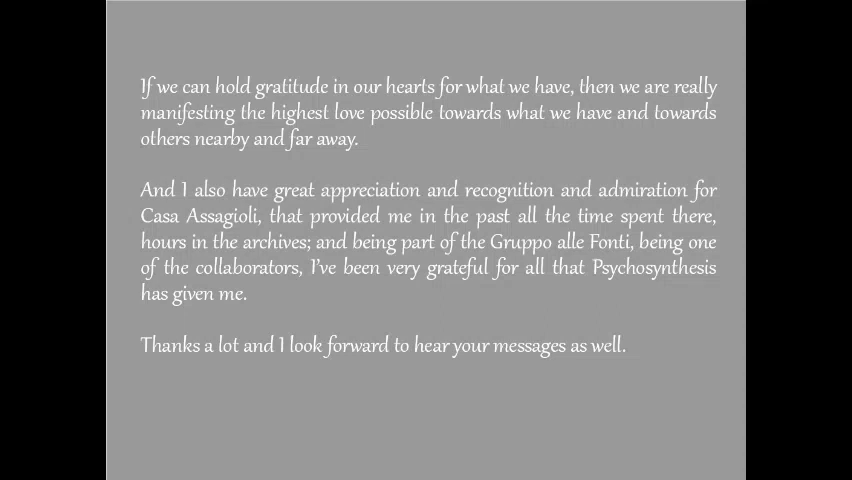 If we can hold gratitude in our hearts for what we have, then we are really
manifesting the highest love possible towards what we have and towards
others nearby and far away.
And I also have great appreciation and recognition and admiration for
Casa Assagioli, that provided me in the past all the time spent there,
hours in the archives; and being part of the Gruppo alle Fonti, being one
of the collaborators, I've been very grateful for all that Psychosynthesis
has given me.
Thanks a lot and I look forward to hear your messages as well.